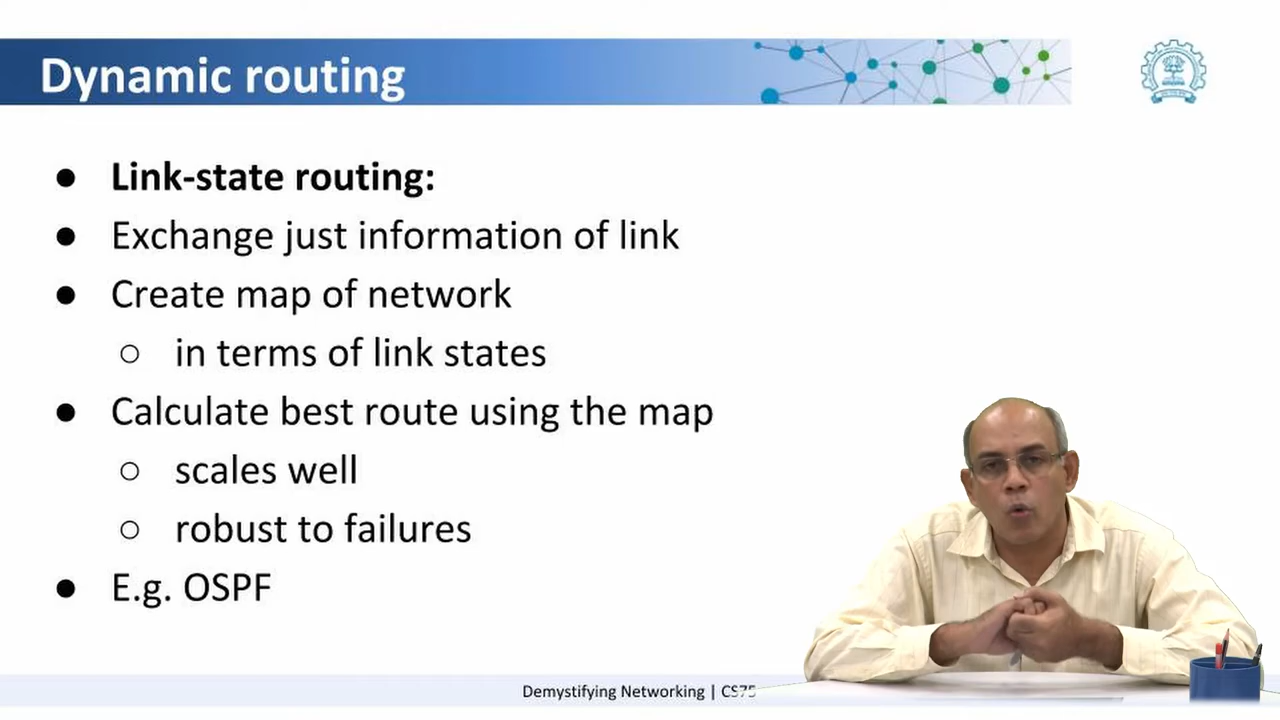 Dynamic routing
● Link-state routing:
● Exchange just information of link
● Create map of network
○ in terms of link states
● Calculate best route using the map
○ scales well
○ robust to failures
● E.g. OSPF
Demystifying Networking | CS75